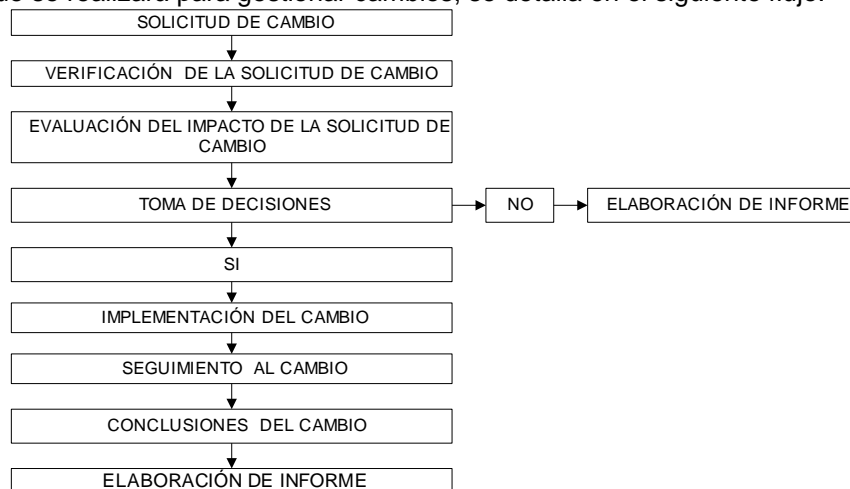 se realizará para gestionar cambios, se detalla en el siguiente flujo.
SOLICITUD DE CAMBIO
VERIFICACIÓN DE LA SOLICITUD DE CAMBIO
EVALUACIÓN DEL IMPACTO DE LA SOLICITUD DE
CAMBIO
TOMA DE DECISIONES
NO
ELABORACIÓN DE INFORME
SI
IMPLEMENTACIÓN DEL CAMBIO
SEGUIMIENTO AL CAMBIO
CONCLUSIONES DEL CAMBIO
ELABORACIÓN DE INFORME